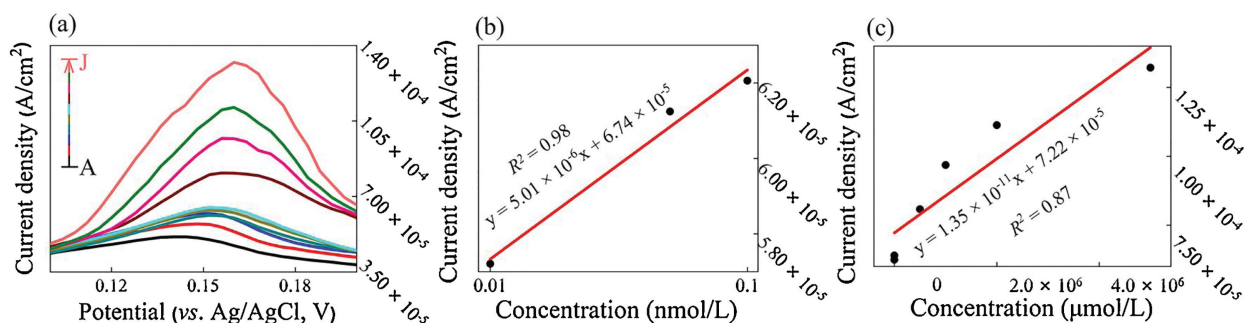 (a)
J
A
Current density (A/cm²)
1.40 × 10⁻⁴
1.05 × 10⁻⁴
7.00 × 10⁻⁵
3.50 × 10⁻⁵
0.12
0.15
0.18
Potential (vs. Ag/AgCl, V)
(b)
Current density (A/cm²)
R² = 0.98
y = 5.01 × 10⁻⁶x + 6.74 × 10⁻⁵
6.20 × 10⁻⁵
6.00 × 10⁻⁵
5.80 × 10⁻⁵
0.01
0.1
Concentration (nmol/L)
(c)
Current density (A/cm²)
y = 1.35 × 10⁻¹¹x + 7.22 × 10⁻⁵
R² = 0.87
1.25 × 10⁻⁴
1.00 × 10⁻⁴
7.50 × 10⁻⁵
0
2.0 × 10⁶
4.0 × 10⁶
Concentration (μmol/L)